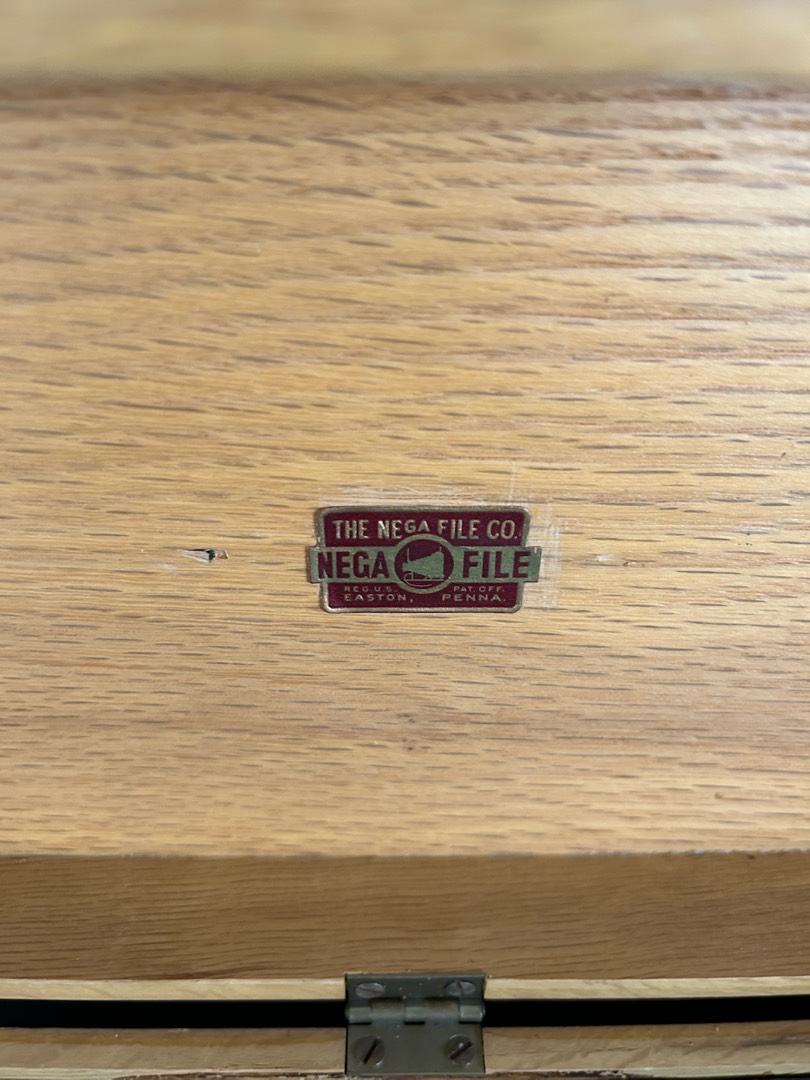 THE NEGA FILE CO.
NEGA FILE
REG. U.S. PAT. OFF.
EASTON, PENNA.